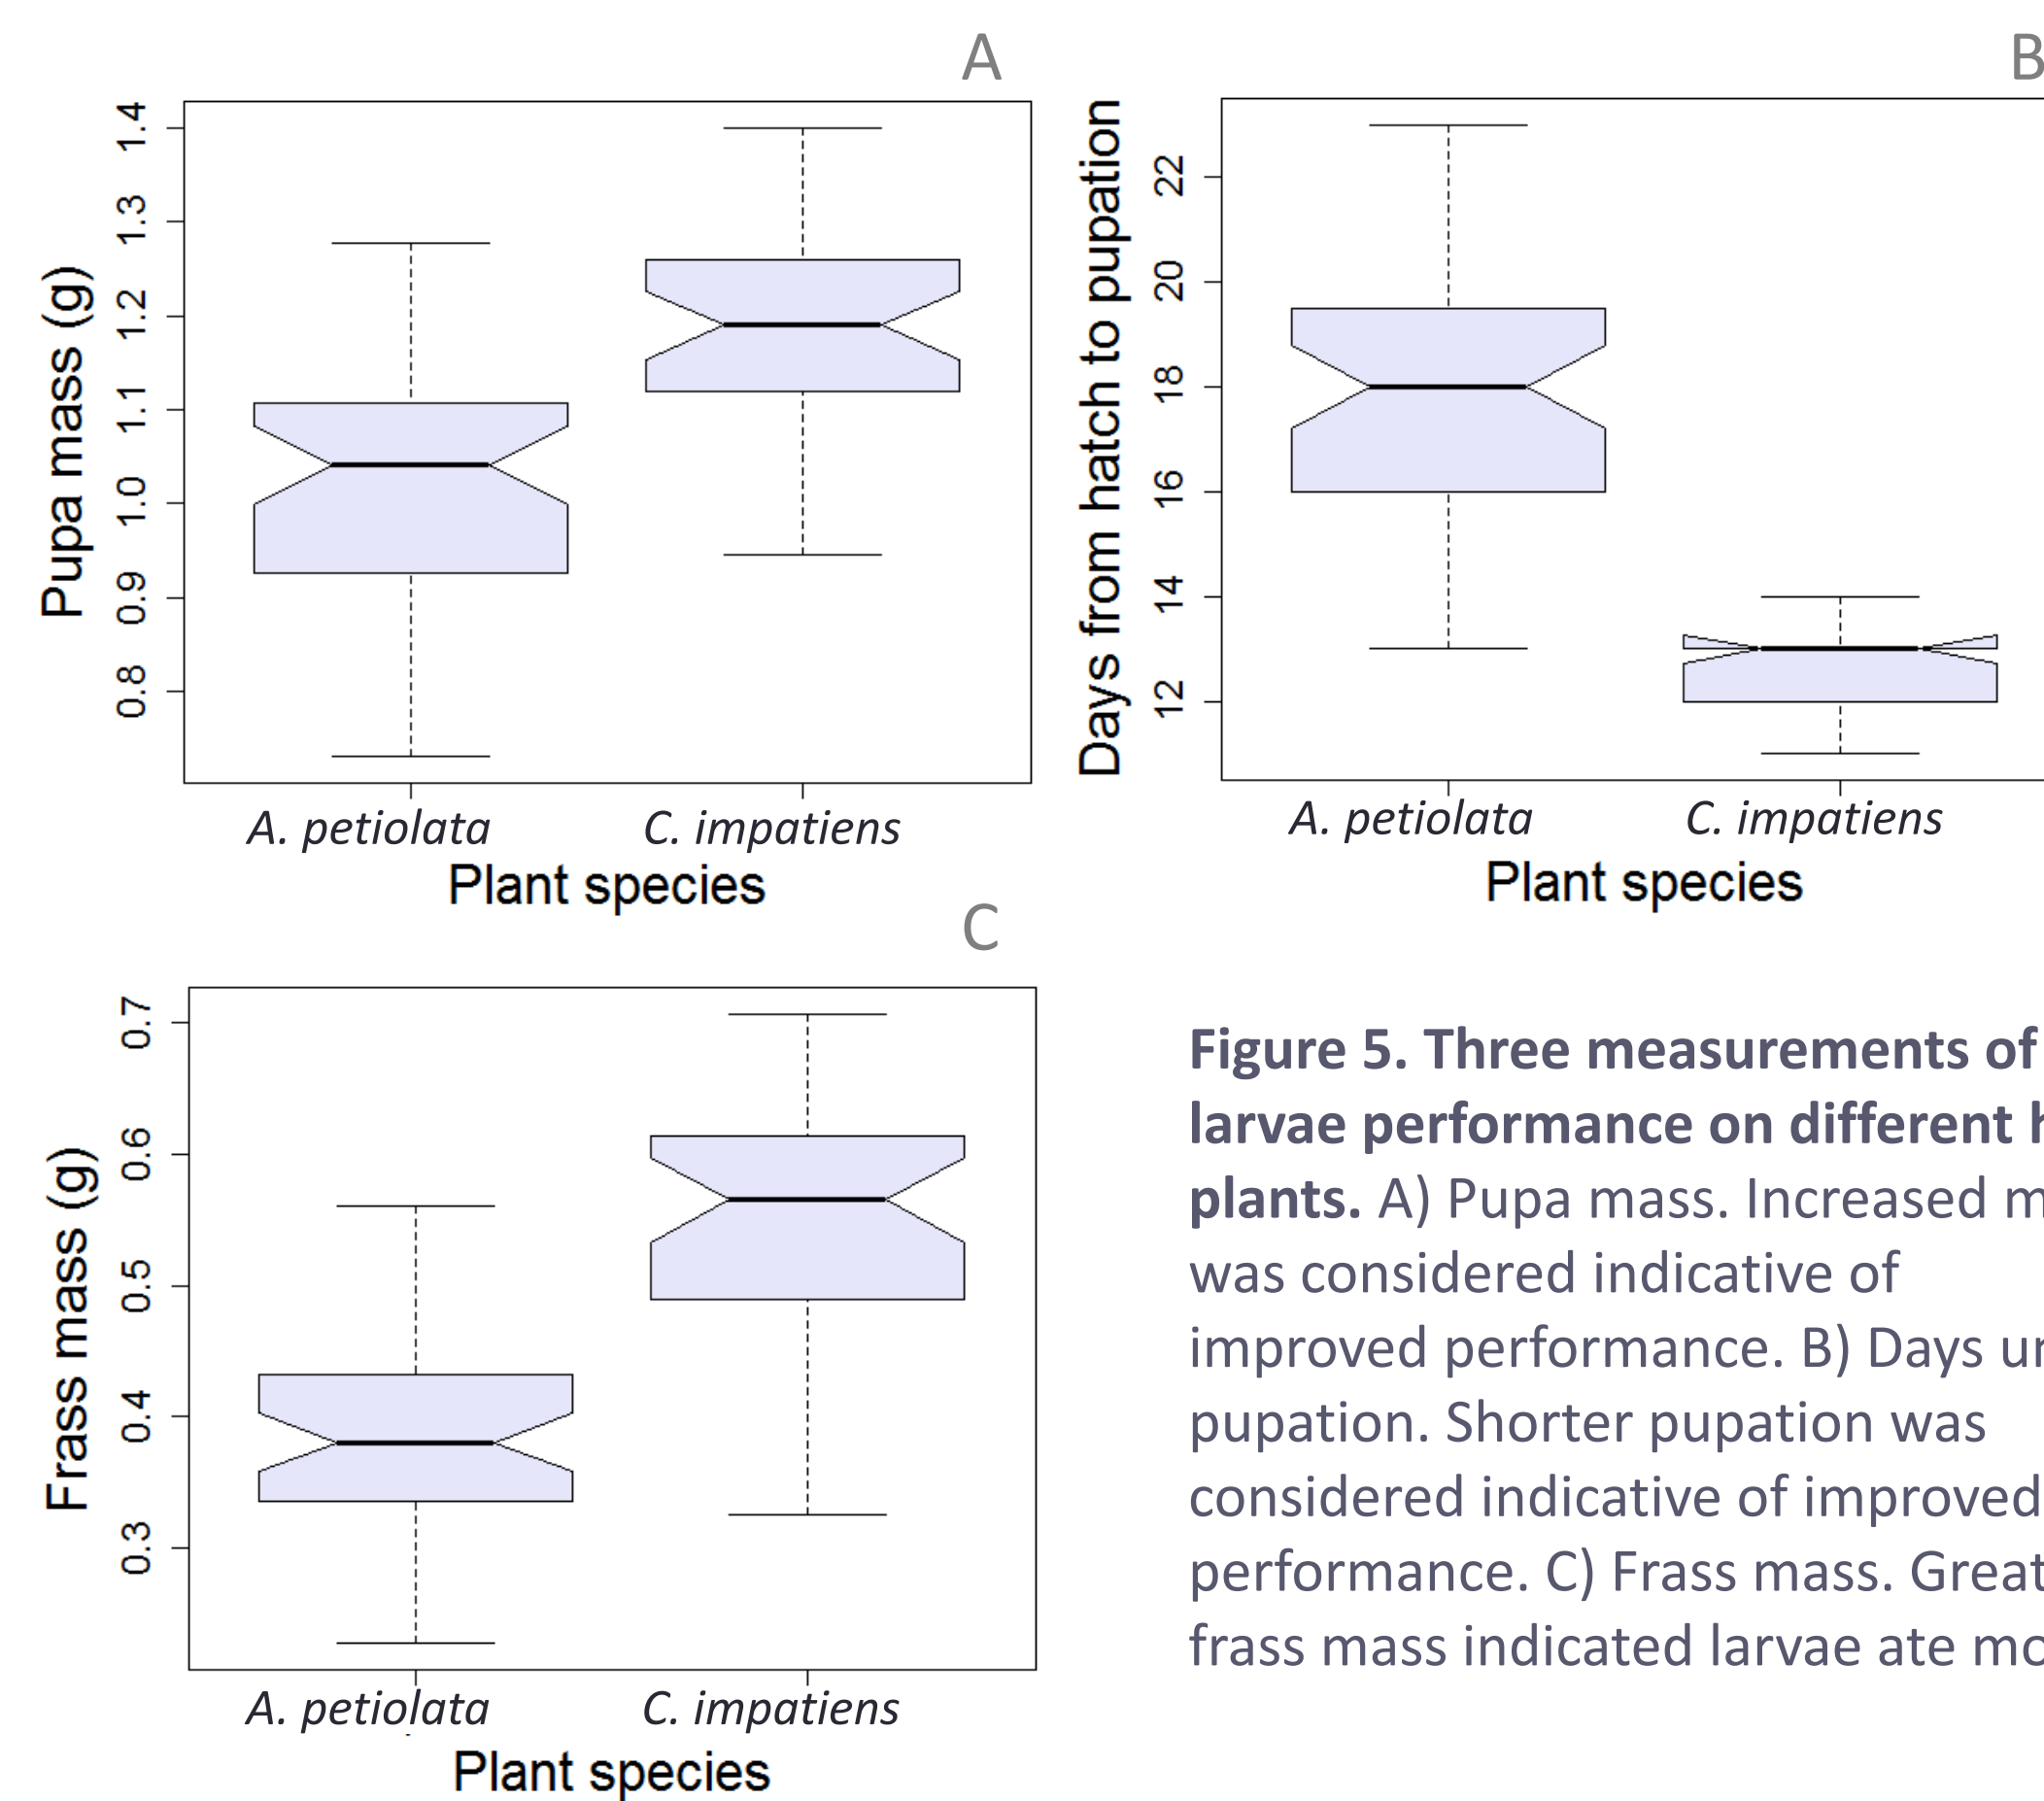 A
Pupa mass (g)
1.4
1.3
1.2
1.1
1.0
0.9
0.8
A. petiolata C. impatiens
Plant species
B
Days from hatch to pupation
22
20
18
16
14
12
A. petiolata C. impatiens
Plant species
C
Frass mass (g)
0.7
0.6
0.5
0.4
0.3
A. petiolata C. impatiens
Plant species
Figure 5. Three measurements of
larvae performance on different
plants. A) Pupa mass. Increased
was considered indicative of
improved performance. B) Days
pupation. Shorter pupation was
considered indicative of improved
performance. C) Frass mass.
frass mass indicated larvae ate